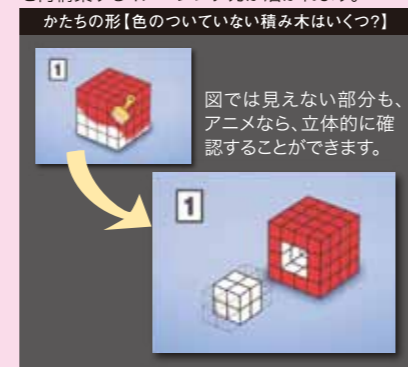 かたちの形【色のついていない積み木はいくつ?】
1
図では見えない部分も、
アニメなら、立体的に確
認することができます。
1